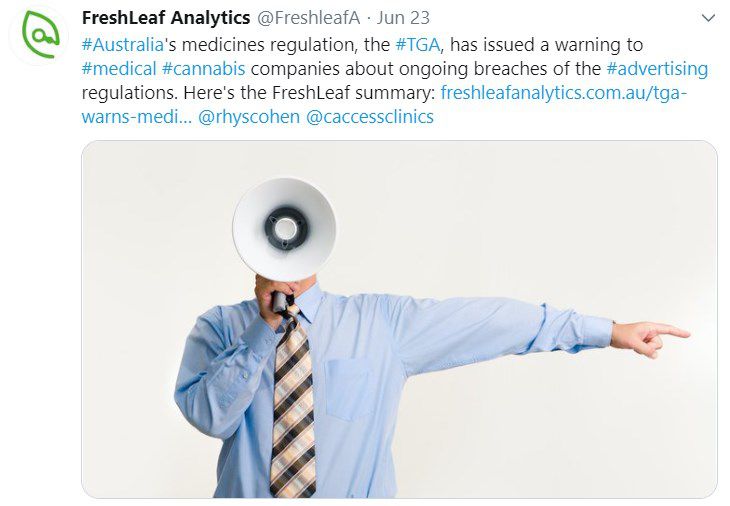 FreshLeaf Analytics @FreshleafA · Jun 23
#Australia's medicines regulation, the #TGA, has issued a warning to
#medical #cannabis companies about ongoing breaches of the #advertising
regulations. Here's the FreshLeaf summary: freshleafanalytics.com.au/tga-
warns-medi... @rhyscohen @caccessclinics